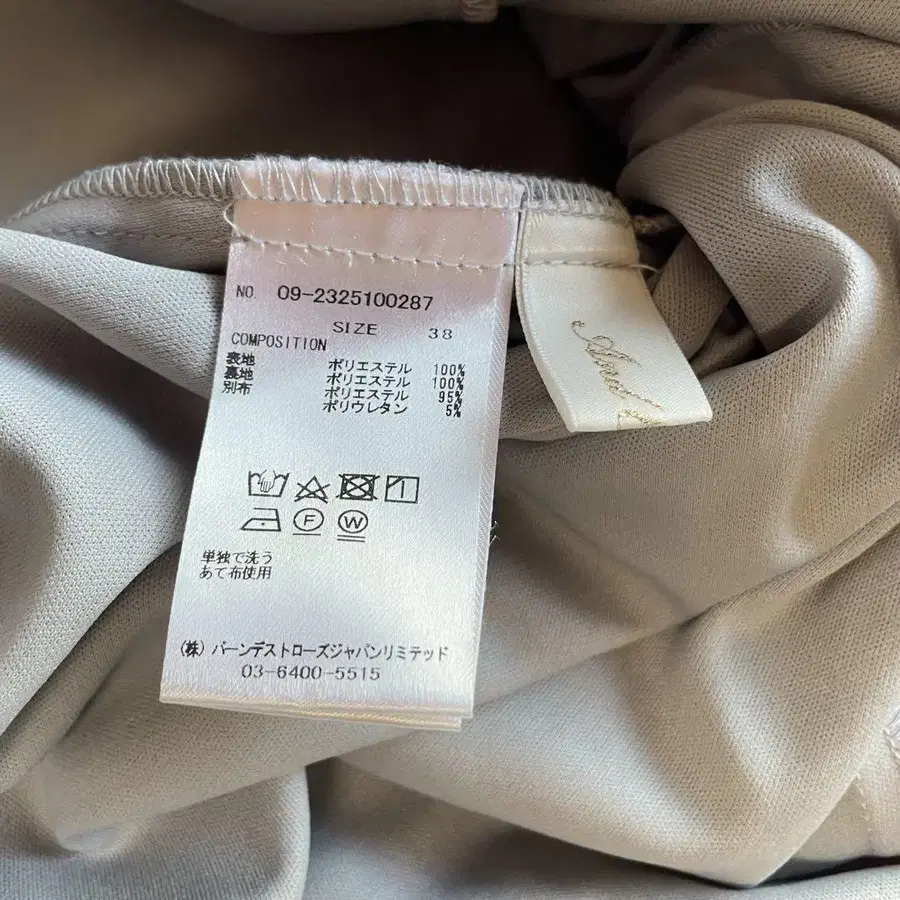 NO. 09-2325100287
SIZE 38
COMPOSITION
表地 ポリエステル 100%
裏地 ポリエステル 100%
別布 ポリエステル 95%
ポリウレタン 5%
F W
単独で洗う
あて布使用
(株) バーンデストローズジャパンリミテッド
03-6400-5515